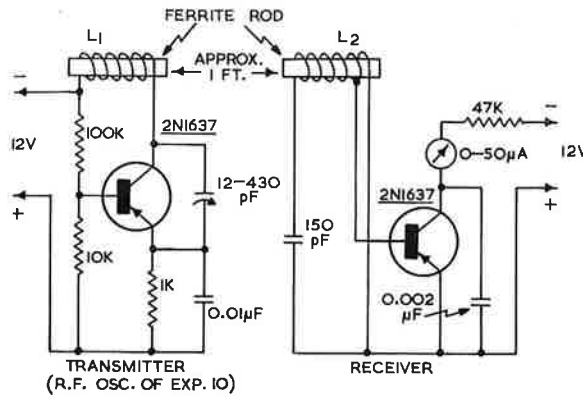 FERRITE ROD
L1
L2
APPROX.
1 FT.
–
100K
2N1637
12V
12–430
pF
+
10K
1K
0.01µF
TRANSMITTER
(R.F. OSC. OF EXP. 10)
47K
–
0–50µA
12V
2N1637
+
150
pF
0.002
µF
RECEIVER